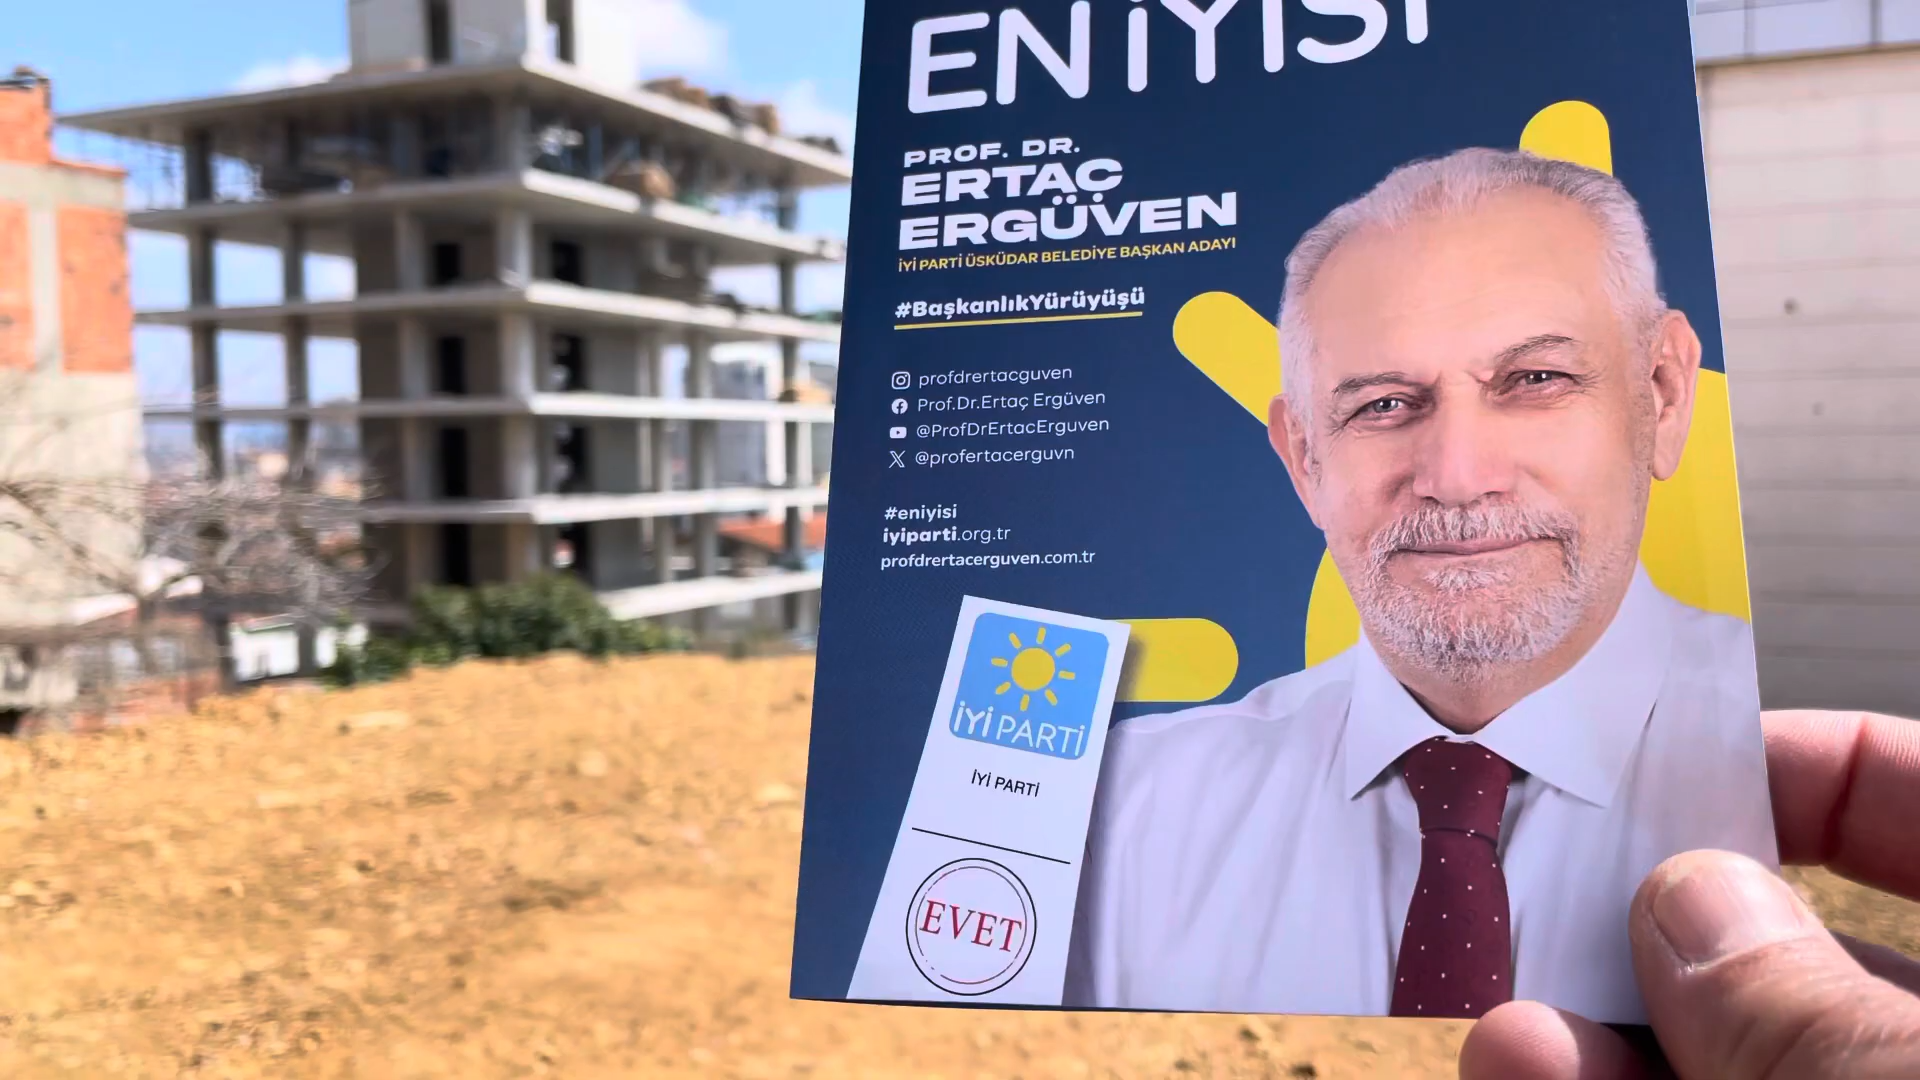 EN İYİSİ
PROF. DR.
ERTAÇ
ERGÜVEN
İYİ PARTİ ÜSKÜDAR BELEDİYE BAŞKAN ADAYI
#BaşkanlıkYürüyüşü
profdrertacguven
Prof.Dr.Ertaç Ergüven
@ProfDrErtacErguven
@profertacerguvn
#eniyisi
iyiparti.org.tr
profdrertacerguven.com.tr
İYİ PARTİ
İYİ PARTİ
EVET